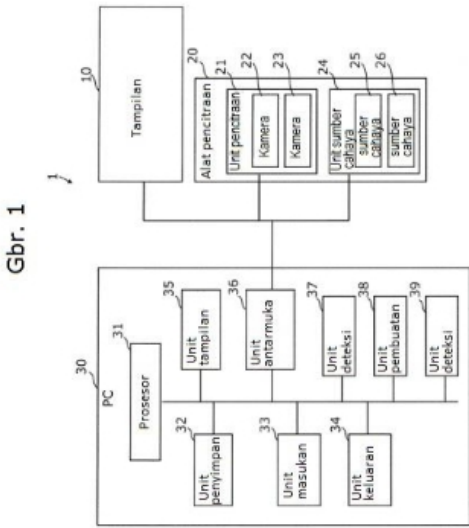 Gbr. 1
1
30
PC
31
Prosesor
32
Unit
penyimpan
33
Unit
masukan
34
Unit
keluaran
35
Unit
tampilan
36
Unit
antarmuka
37
Unit
deteksi
38
Unit
pembuatan
39
Unit
deteksi
10
Tampilan
20
Alat pencitraan
21
Unit pencitraan
22
Kamera
23
Kamera
24
Unit sumber
cahaya
25
sumber
cahaya
26
sumber
cahaya